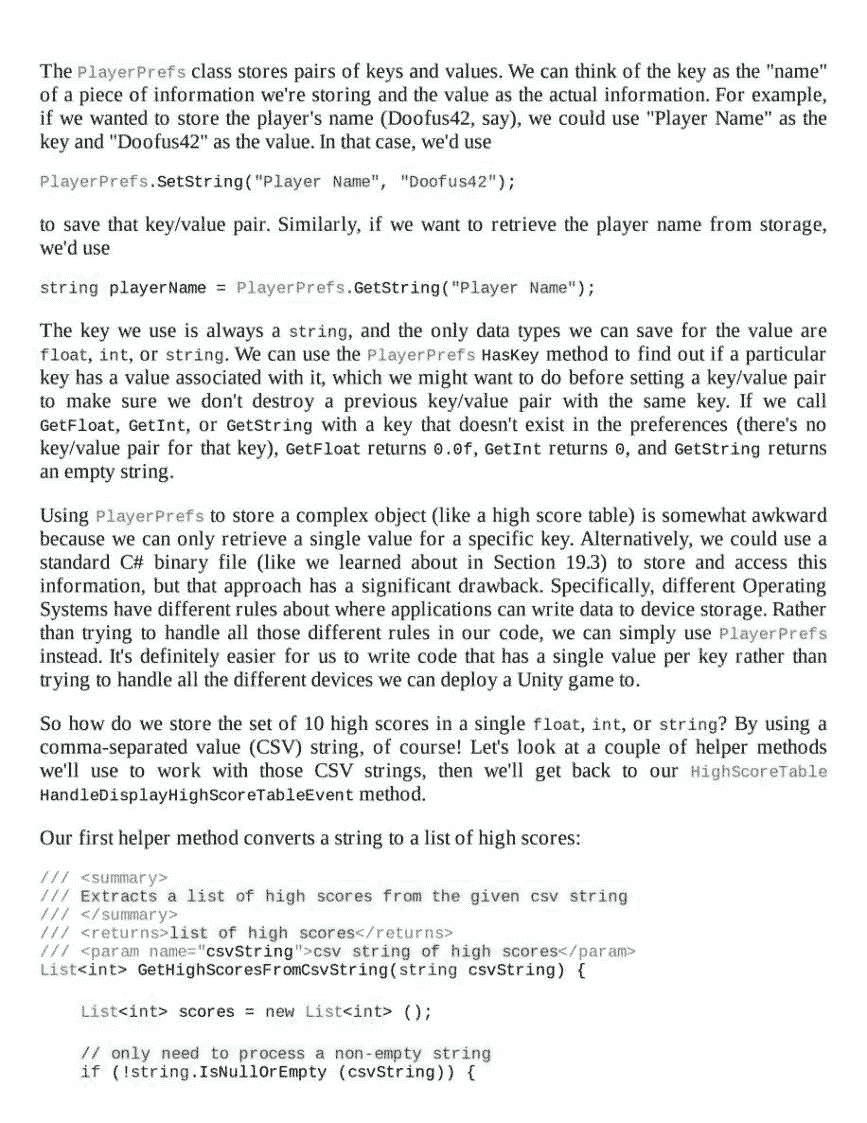 The PlayerPrefs class stores pairs of keys and values. We can think of the key as the "name"
of a piece of information we're storing and the value as the actual information. For example,
if we wanted to store the player's name (Doofus42, say), we could use "Player Name" as the
key and "Doofus42" as the value. In that case, we'd use
PlayerPrefs.SetString("Player Name", "Doofus42");
to save that key/value pair. Similarly, if we want to retrieve the player name from storage,
we'd use
string playerName = PlayerPrefs.GetString("Player Name");
The key we use is always a string, and the only data types we can save for the value are
float, int, or string. We can use the PlayerPrefs HasKey method to find out if a particular
key has a value associated with it, which we might want to do before setting a key/value pair
to make sure we don't destroy a previous key/value pair with the same key. If we call
GetFloat, GetInt, or GetString with a key that doesn't exist in the preferences (there's no
key/value pair for that key), GetFloat returns 0.0f, GetInt returns 0, and GetString returns
an empty string.
Using PlayerPrefs to store a complex object (like a high score table) is somewhat awkward
because we can only retrieve a single value for a specific key. Alternatively, we could use a
standard C# binary file (like we learned about in Section 19.3) to store and access this
information, but that approach has a significant drawback. Specifically, different Operating
Systems have different rules about where applications can write data to device storage. Rather
than trying to handle all those different rules in our code, we can simply use PlayerPrefs
instead. It's definitely easier for us to write code that has a single value per key rather than
trying to handle all the different devices we can deploy a Unity game to.
So how do we store the set of 10 high scores in a single float, int, or string? By using a
comma-separated value (CSV) string, of course! Let's look at a couple of helper methods
we'll use to work with those CSV strings, then we'll get back to our HighScoreTable
HandleDisplayHighScoreTableEvent method.
Our first helper method converts a string to a list of high scores:
/// <summary>
/// Extracts a list of high scores from the given csv string
/// </summary>
/// <returns>list of high scores</returns>
/// <param name="csvString">csv string of high scores</param>
List<int> GetHighScoresFromCsvString(string csvString) {
List<int> scores = new List<int> ();
// only need to process a non-empty string
if (!string.IsNullOrEmpty (csvString)) {